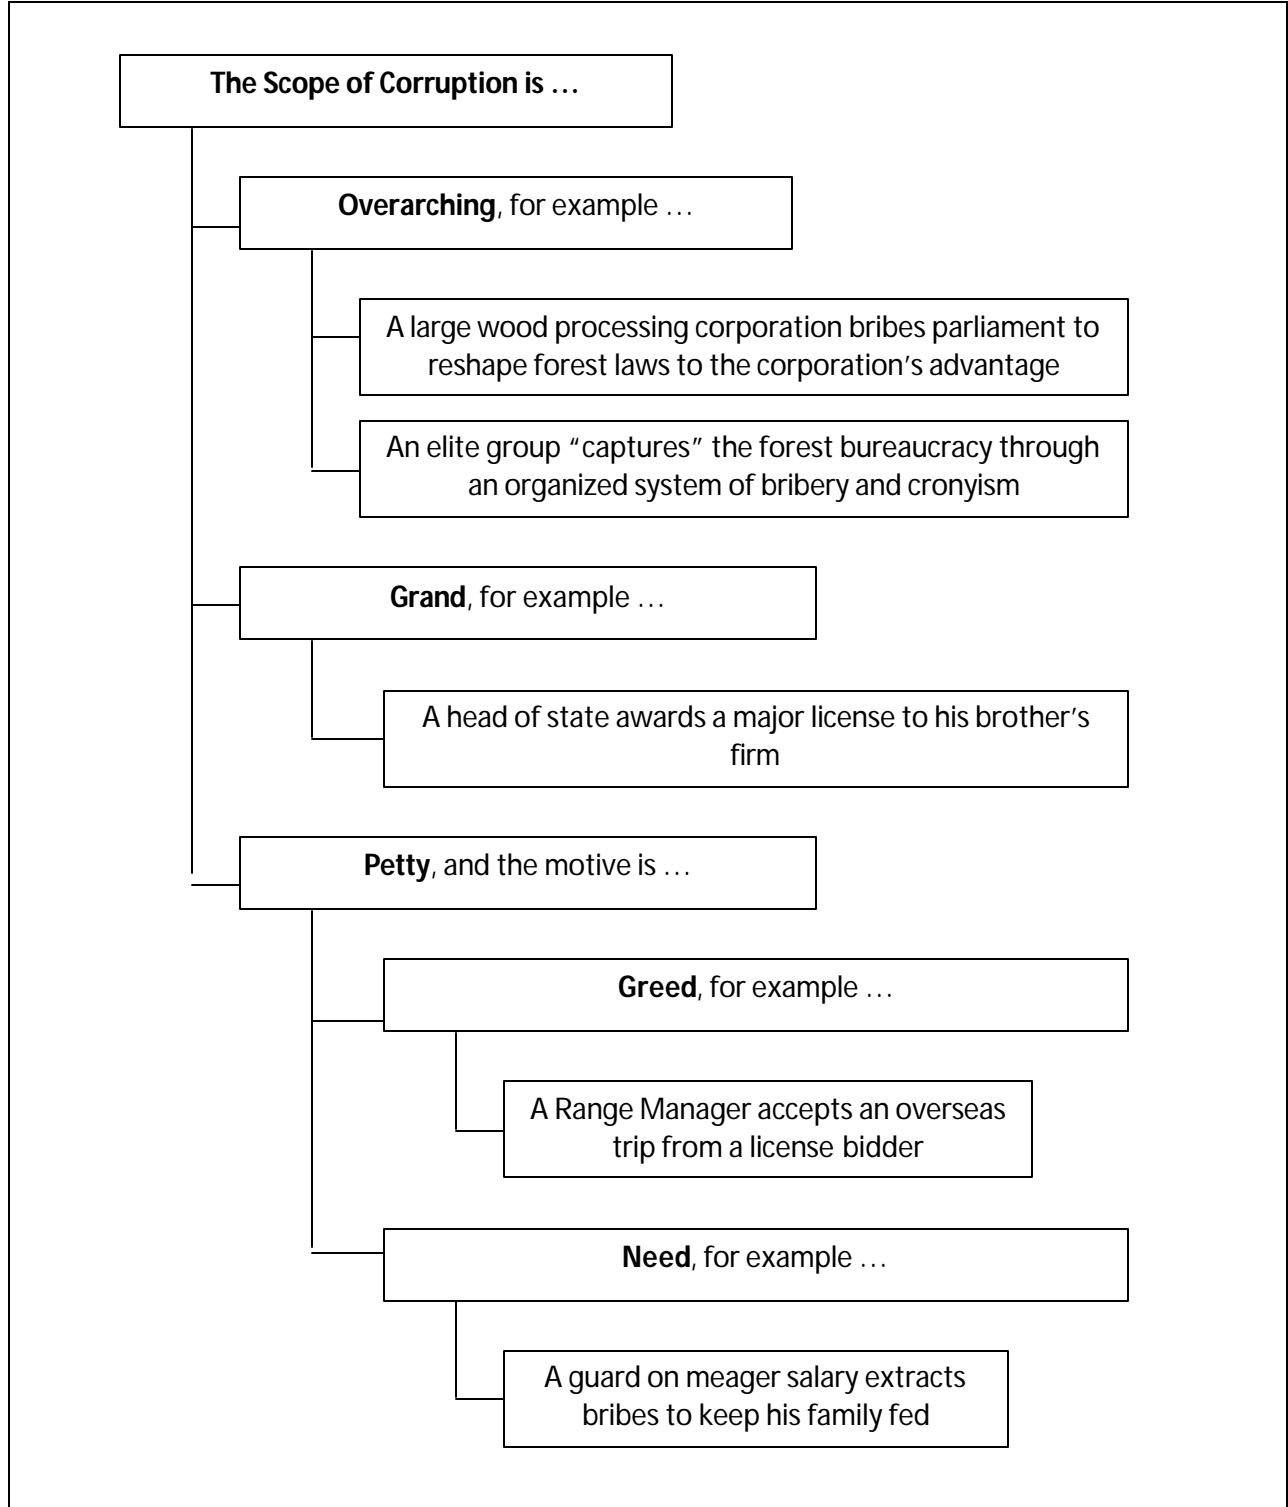 The Scope of Corruption is …
Overarching, for example …
A large wood processing corporation bribes parliament to
reshape forest laws to the corporation’s advantage
An elite group “captures” the forest bureaucracy through
an organized system of bribery and cronyism
Grand, for example …
A head of state awards a major license to his brother’s
firm
Petty, and the motive is …
Greed, for example …
A Range Manager accepts an overseas
trip from a license bidder
Need, for example …
A guard on meager salary extracts
bribes to keep his family fed